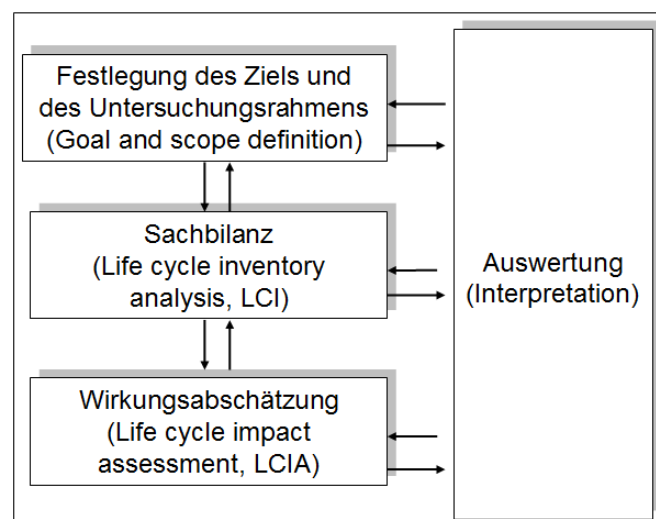 Festlegung des Ziels und
des Untersuchungsrahmens
(Goal and scope definition)
Sachbilanz
(Life cycle inventory
analysis, LCI)
Wirkungsabschätzung
(Life cycle impact
assessment, LCIA)
Auswertung
(Interpretation)